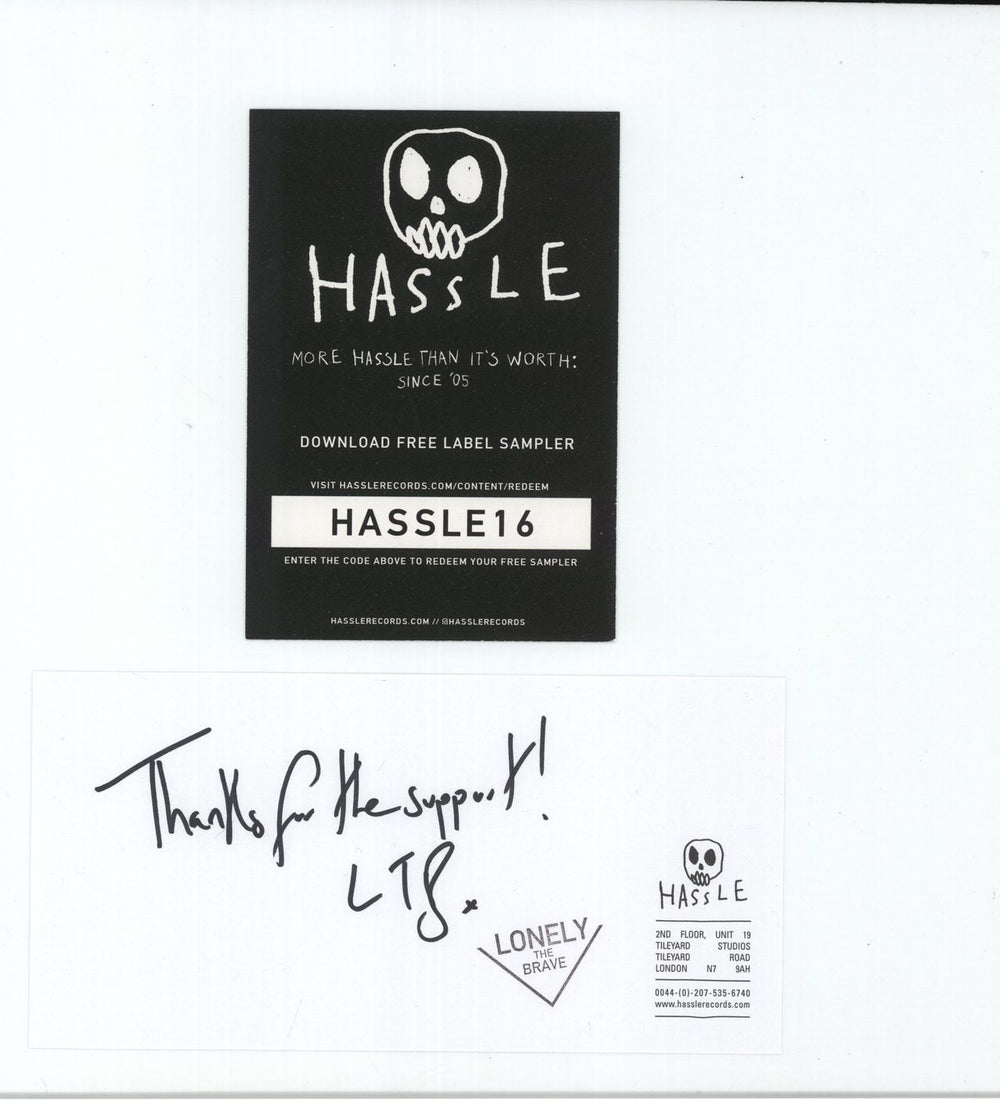 HASSLE
MORE HASSLE THAN IT'S WORTH:
SINCE '05
DOWNLOAD FREE LABEL SAMPLER
VISIT HASSLERECORDS.COM/CONTENT/REDEEM
HASSLE16
ENTER THE CODE ABOVE TO REDEEM YOUR FREE SAMPLER
HASSLERECORDS.COM // @HASSLERECORDS
Thanks for the support!
LTB. x
LONELY
THE
BRAVE
HASSLE
2ND FLOOR, UNIT 19
TILEYARD STUDIOS
TILEYARD ROAD
LONDON N7 9AH
0044-(0)-207-535-6740
www.hasslerecords.com